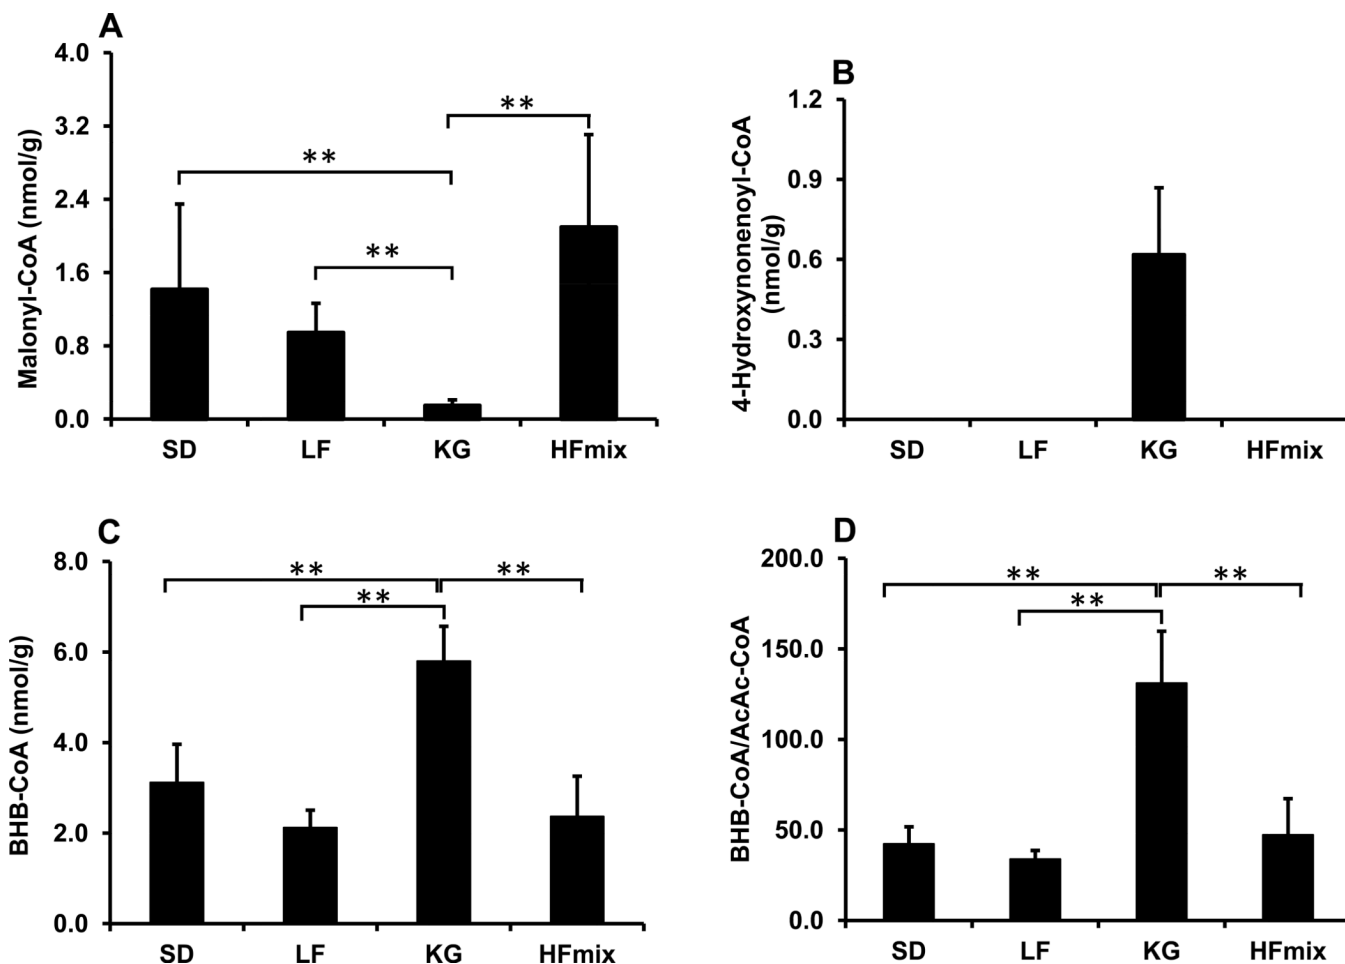 A
Malonyl-CoA (nmol/g)
4.0
3.2
2.4
1.6
0.8
0.0
**
**
**
SD LF KG HFmix
B
4-Hydroxynonenoyl-CoA
(nmol/g)
1.2
0.9
0.6
0.3
0.0
SD LF KG HFmix
C
BHB-CoA (nmol/g)
8.0
6.0
4.0
2.0
0.0
**
**
**
SD LF KG HFmix
D
BHB-CoA/AcAc-CoA
200.0
150.0
100.0
50.0
0.0
**
**
**
SD LF KG HFmix